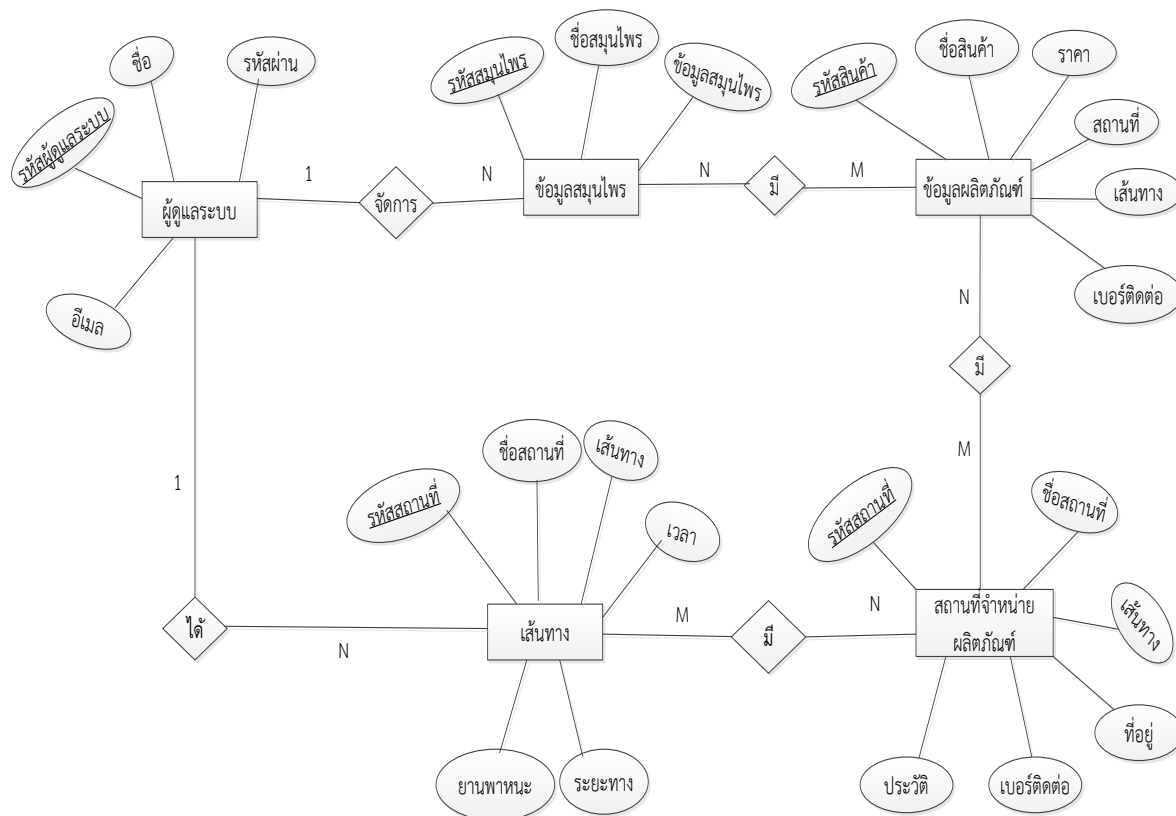 ชื่อ
รหัสผ่าน
รหัสผู้ดูแลระบบ
ผู้ดูแลระบบ
อีเมล
1
จัดการ
N
รหัสสมุนไพร
ชื่อสมุนไพร
ข้อมูลสมุนไพร
ข้อมูลสมุนไพร
N
มี
M
รหัสสินค้า
ชื่อสินค้า
ราคา
สถานที่
เส้นทาง
เบอร์ติดต่อ
ข้อมูลผลิตภัณฑ์
N
มี
M
1
ได้
N
รหัสสถานที่
ชื่อสถานที่
เส้นทาง
เวลา
เส้นทาง
ยานพาหนะ
ระยะทาง
M
มี
N
รหัสสถานที่
ชื่อสถานที่
เส้นทาง
สถานที่จำหน่าย
ผลิตภัณฑ์
ที่อยู่
ประวัติ
เบอร์ติดต่อ